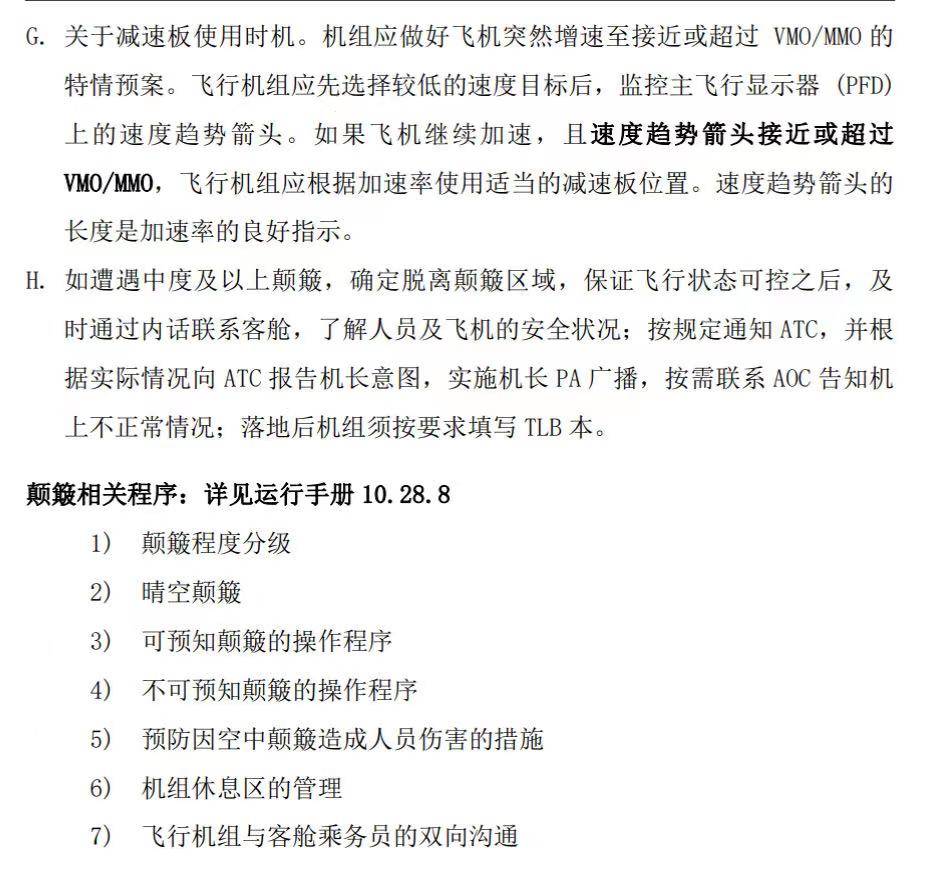 G. 关于减速板使用时机。机组应做好飞机突然增速至接近或超过 VMO/MMO 的
特情预案。飞行机组应先选择较低的速度目标后，监控主飞行显示器 (PFD)
上的速度趋势箭头。如果飞机继续加速，且速度趋势箭头接近或超过
VMO/MMO，飞行机组应根据加速率使用适当的减速板位置。速度趋势箭头的
长度是加速率的良好指示。
H. 如遭遇中度及以上颠簸，确定脱离颠簸区域，保证飞行状态可控之后，及
时通过内话联系客舱，了解人员及飞机的安全状况；按规定通知 ATC，并根
据实际情况向 ATC 报告机长意图，实施机长 PA 广播，按需联系 AOC 告知机
上不正常情况；落地后机组须按要求填写 TLB 本。
颠簸相关程序：详见运行手册 10.28.8
1) 颠簸程度分级
2) 晴空颠簸
3) 可预知颠簸的操作程序
4) 不可预知颠簸的操作程序
5) 预防因空中颠簸造成人员伤害的措施
6) 机组休息区的管理
7) 飞行机组与客舱乘务员的双向沟通